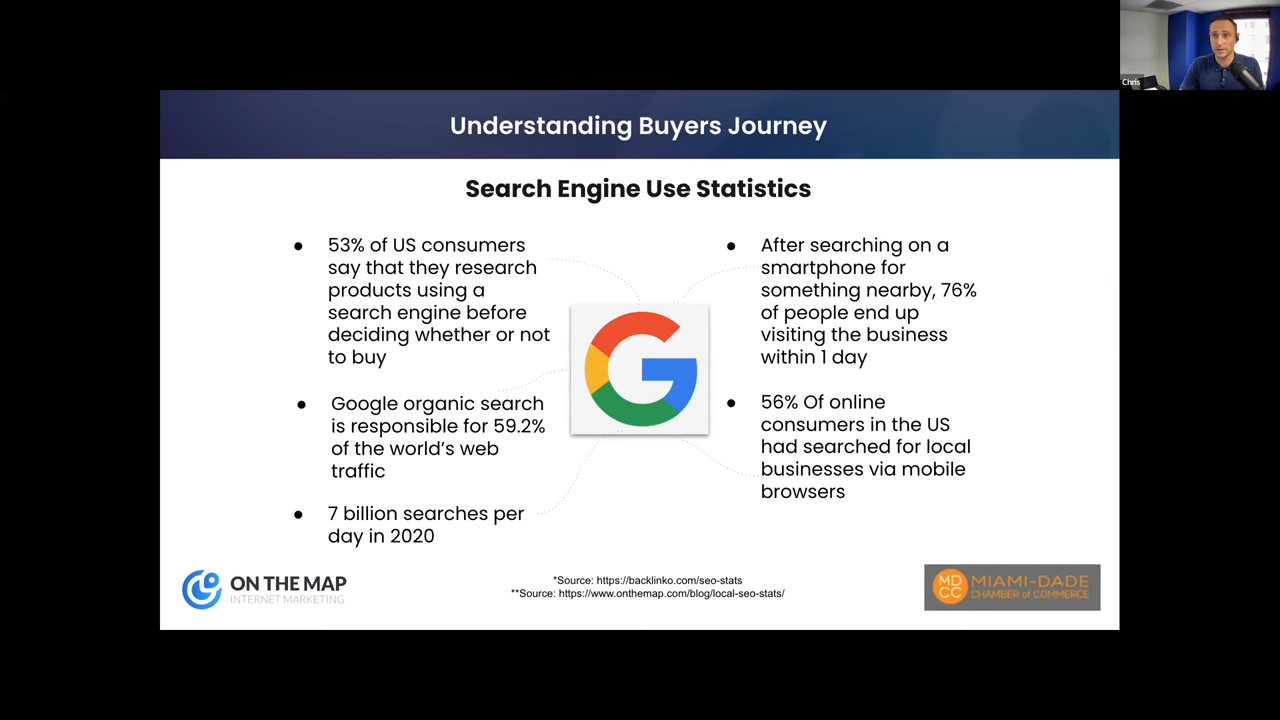 Chris
Understanding Buyers Journey
Search Engine Use Statistics
● 53% of US consumers
say that they research
products using a
search engine before
deciding whether or not
to buy
● Google organic search
is responsible for 59.2%
of the world's web
traffic
● 7 billion searches per
day in 2020
● After searching on a
smartphone for
something nearby, 76%
of people end up
visiting the business
within 1 day
● 56% Of online
consumers in the US
had searched for local
businesses via mobile
browsers
ON THE MAP
INTERNET MARKETING
*Source: https://backlinko.com/seo-stats
**Source: https://www.onthemap.com/blog/local-seo-stats/
MD
CC
MIAMI-DADE
CHAMBER of COMMERCE